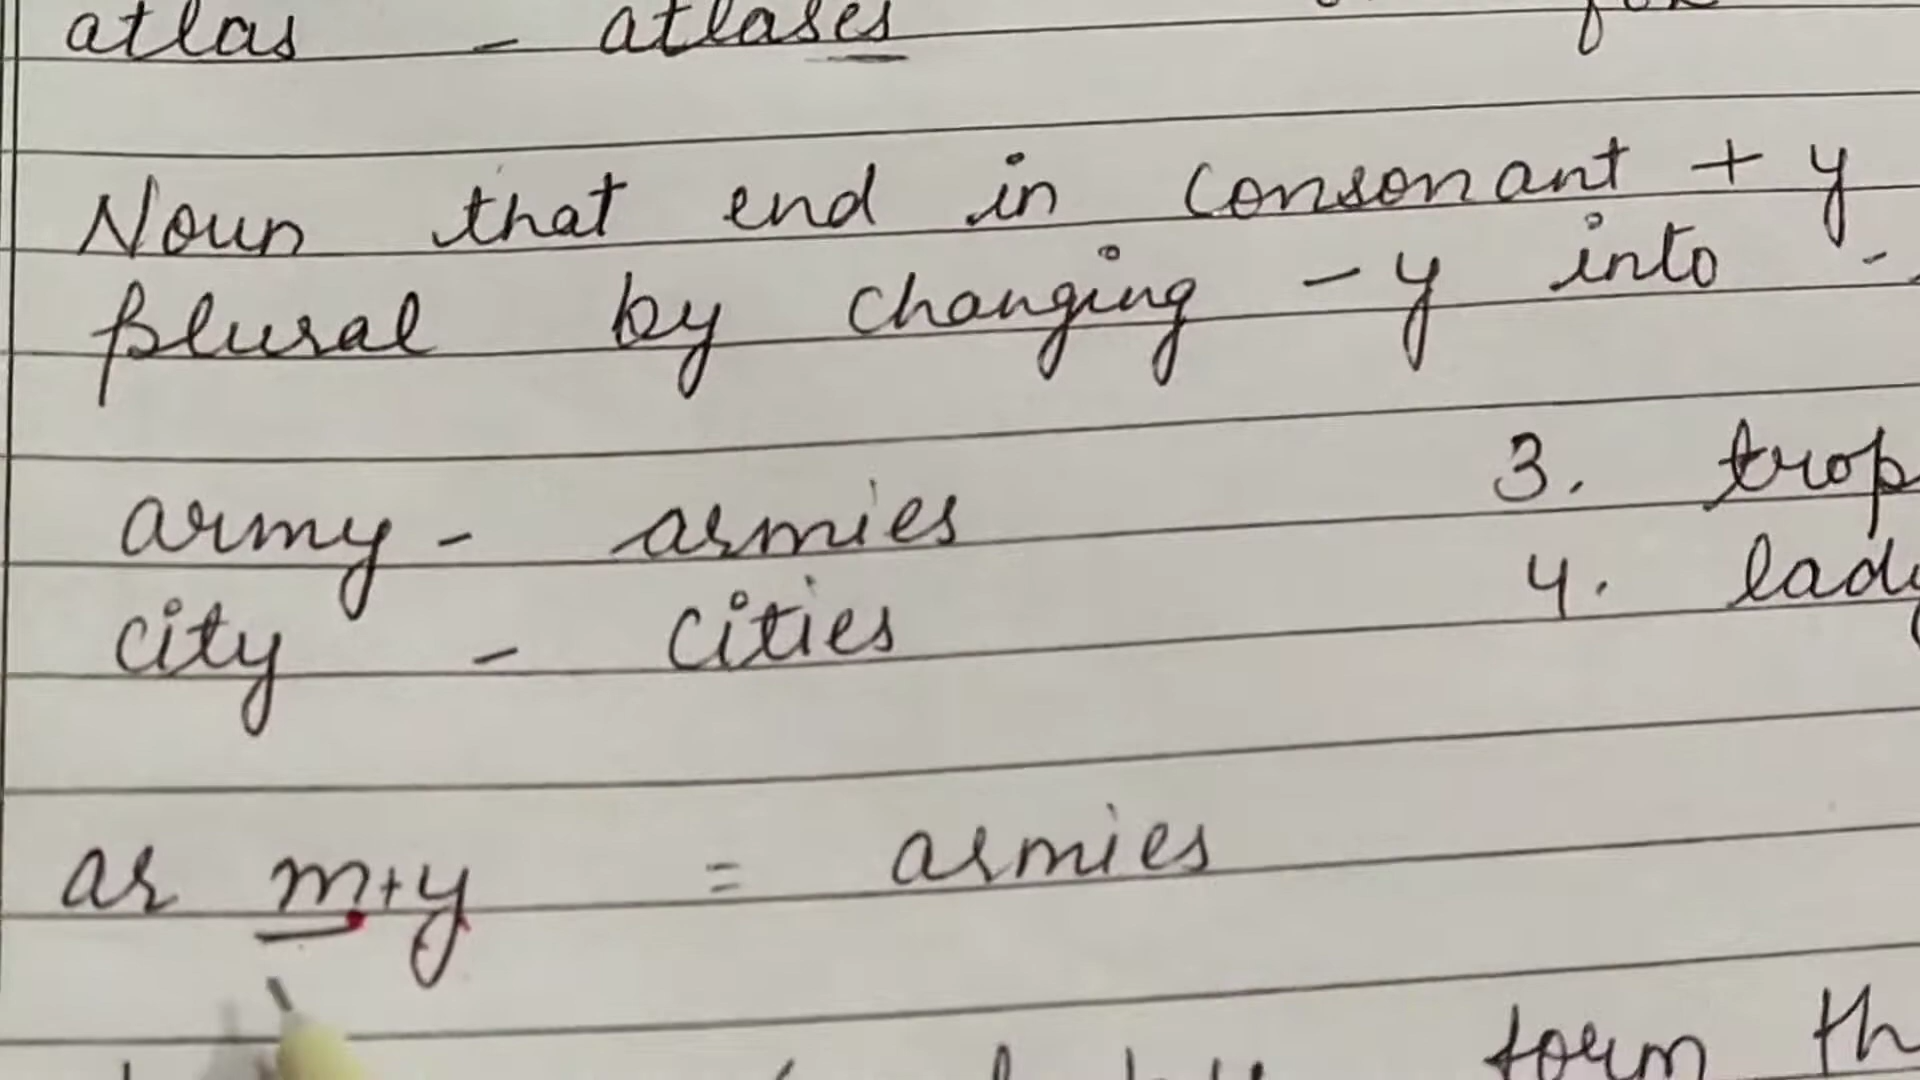 atlas - atlases
Noun that end in consonant + y
plural by changing -y into -
army - armies 3. trop
city - cities 4. lady
ar m+y = armies
form th